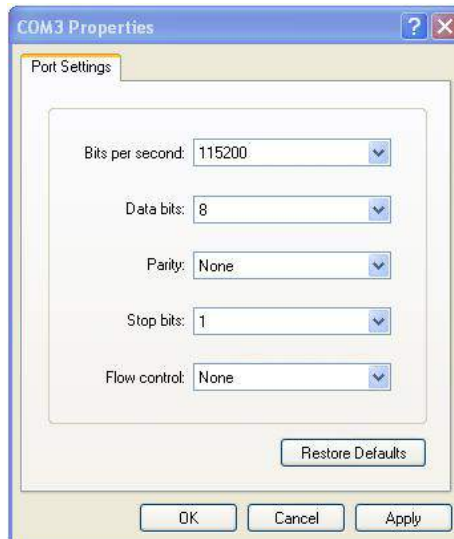 COM3 Properties
Port Settings
Bits per second: 115200
Data bits: 8
Parity: None
Stop bits: 1
Flow control: None
Restore Defaults
OK Cancel Apply